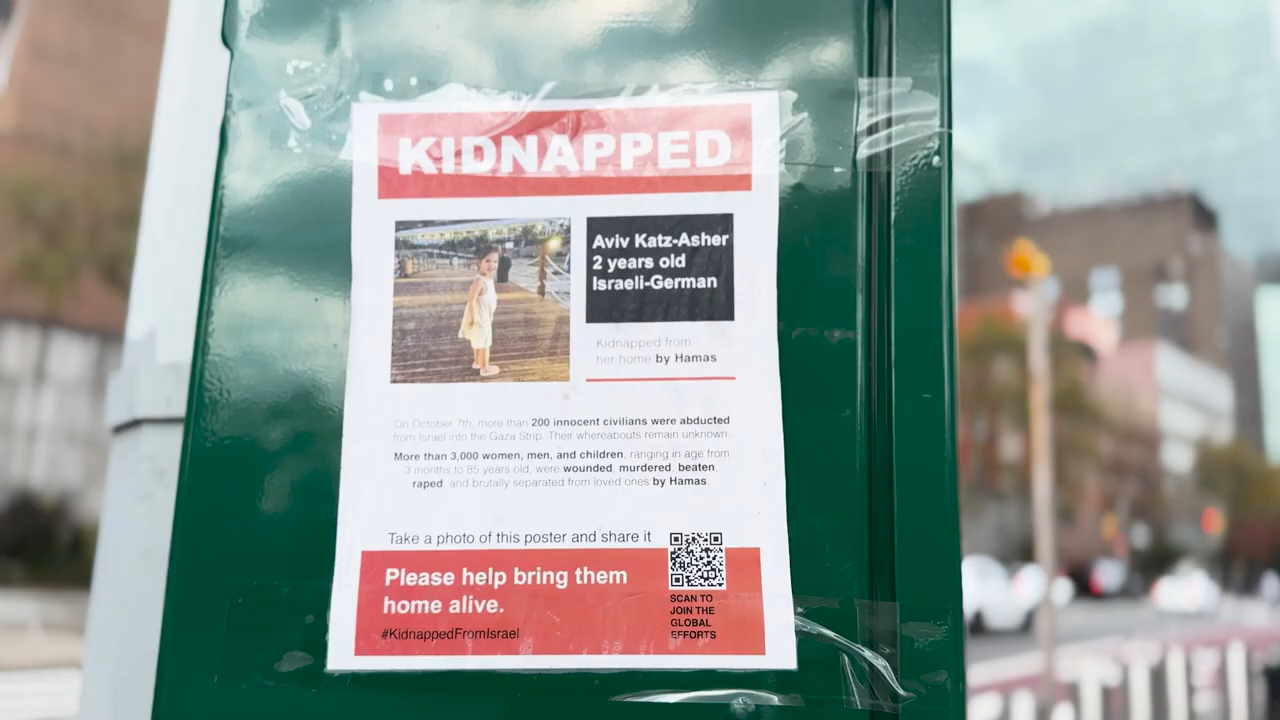 KIDNAPPED
Aviv Katz-Asher
2 years old
Israeli-German
Kidnapped from
her home by Hamas
On October 7th, more than 200 innocent civilians were abducted
from Israel into the Gaza Strip. Their whereabouts remain unknown.
More than 3,000 women, men, and children, ranging in age from
3 months to 85 years old, were wounded, murdered, beaten,
raped, and brutally separated from loved ones by Hamas.
Take a photo of this poster and share it
Please help bring them
home alive.
#KidnappedFromIsrael
SCAN TO
JOIN THE
GLOBAL
EFFORTS